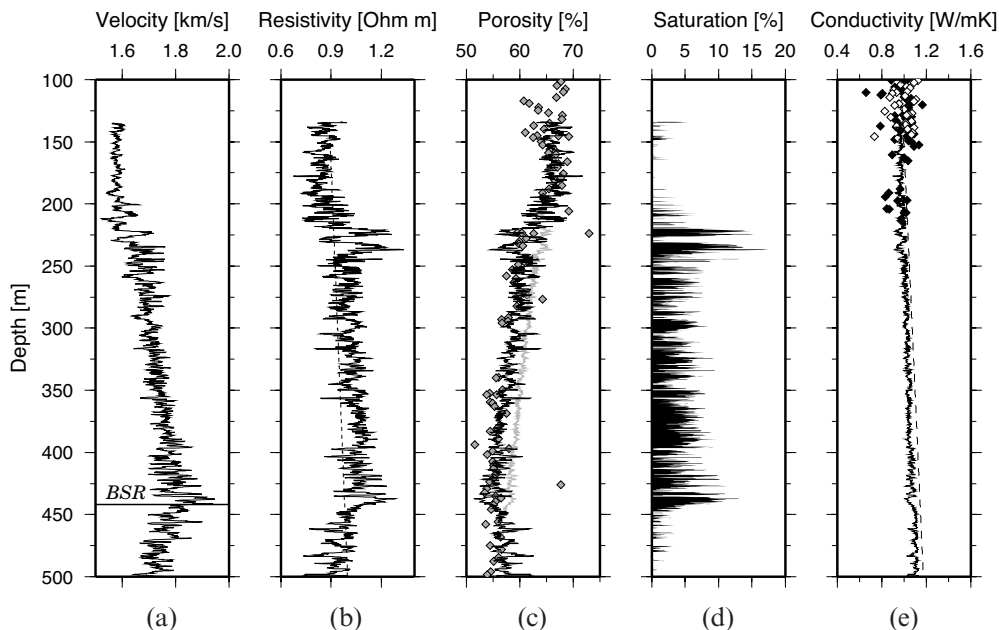 Velocity [km/s] Resistivity [Ohm m] Porosity [%] Saturation [%] Conductivity [W/mK]
1.6 1.8 2.0 0.6 0.9 1.2 50 60 70 0 5 10 15 20 0.4 0.8 1.2 1.6
100
150
200
250
300
350
400
450
500
Depth [m]
BSR
(a) (b) (c) (d) (e)